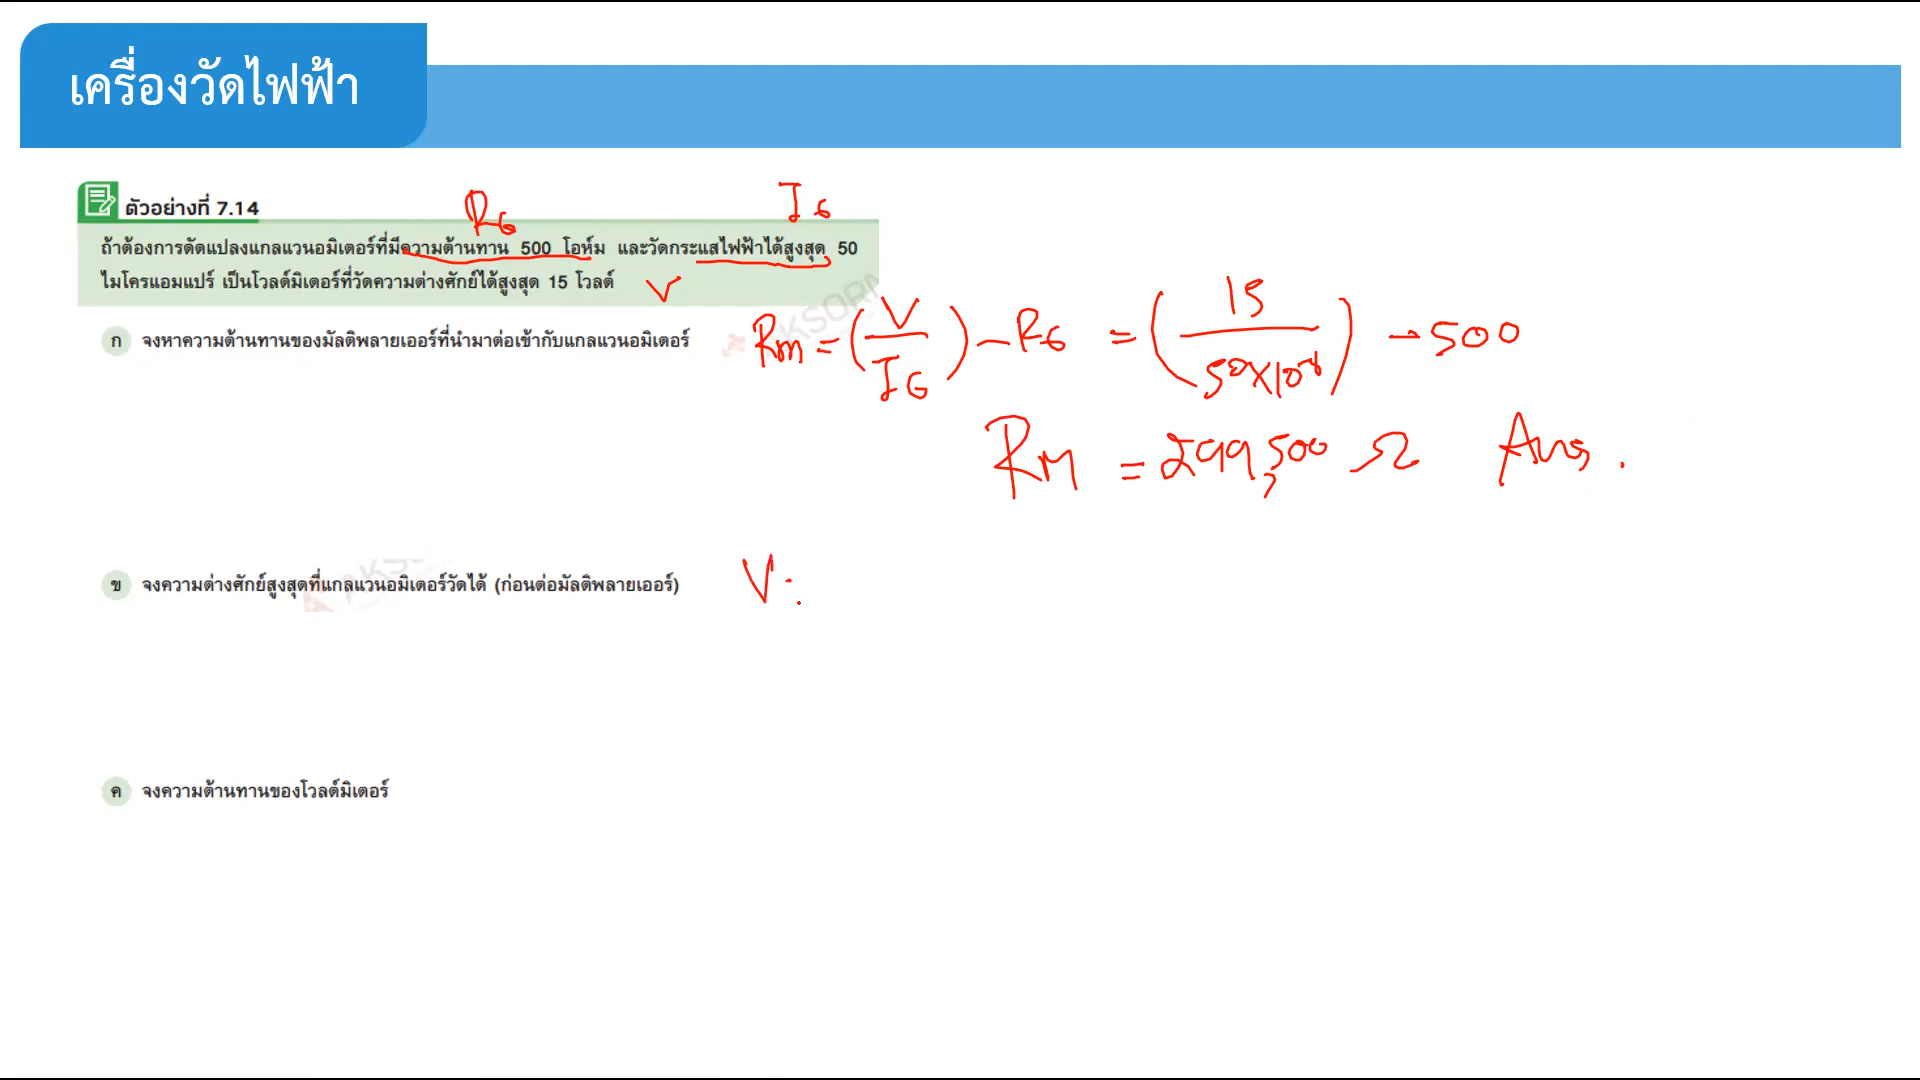 เครื่องวัดไฟฟ้า
ตัวอย่างที่ 7.14
R_G
I_G
ถ้าต้องการดัดแปลงแกลแวนอมิเตอร์ที่มีความต้านทาน 500 โอห์ม และวัดกระแสไฟฟ้าได้สูงสุด 50
ไมโครแอมแปร์ เป็นโวลต์มิเตอร์ที่วัดความต่างศักย์ได้สูงสุด 15 โวลต์ V
ก จงหาความต้านทานของมัลติพลายเออร์ที่นำมาต่อเข้ากับแกลแวนอมิเตอร์
Rm = (V/I_G) - R_G = (15/50×10⁻⁶) - 500
R_M = 299,500 Ω Ans.
ข จงความต่างศักย์สูงสุดที่แกลแวนอมิเตอร์วัดได้ (ก่อนต่อมัลติพลายเออร์) V
ค จงความต้านทานของโวลต์มิเตอร์